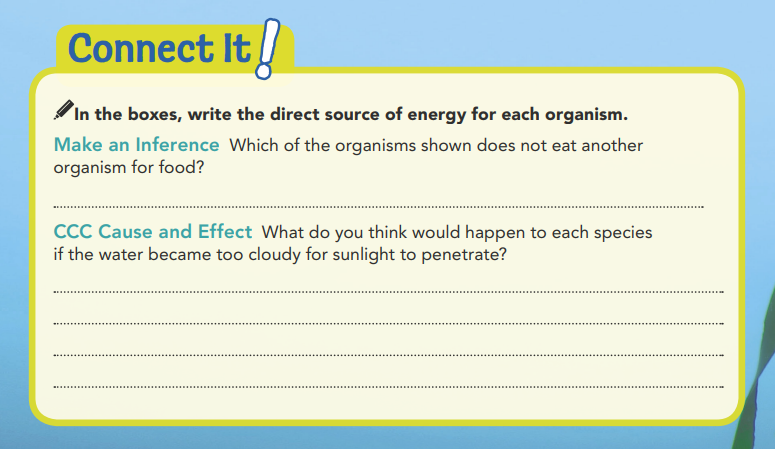 Connect It!
In the boxes, write the direct source of energy for each organism.
Make an Inference Which of the organisms shown does not eat another
organism for food?
CCC Cause and Effect What do you think would happen to each species
if the water became too cloudy for sunlight to penetrate?